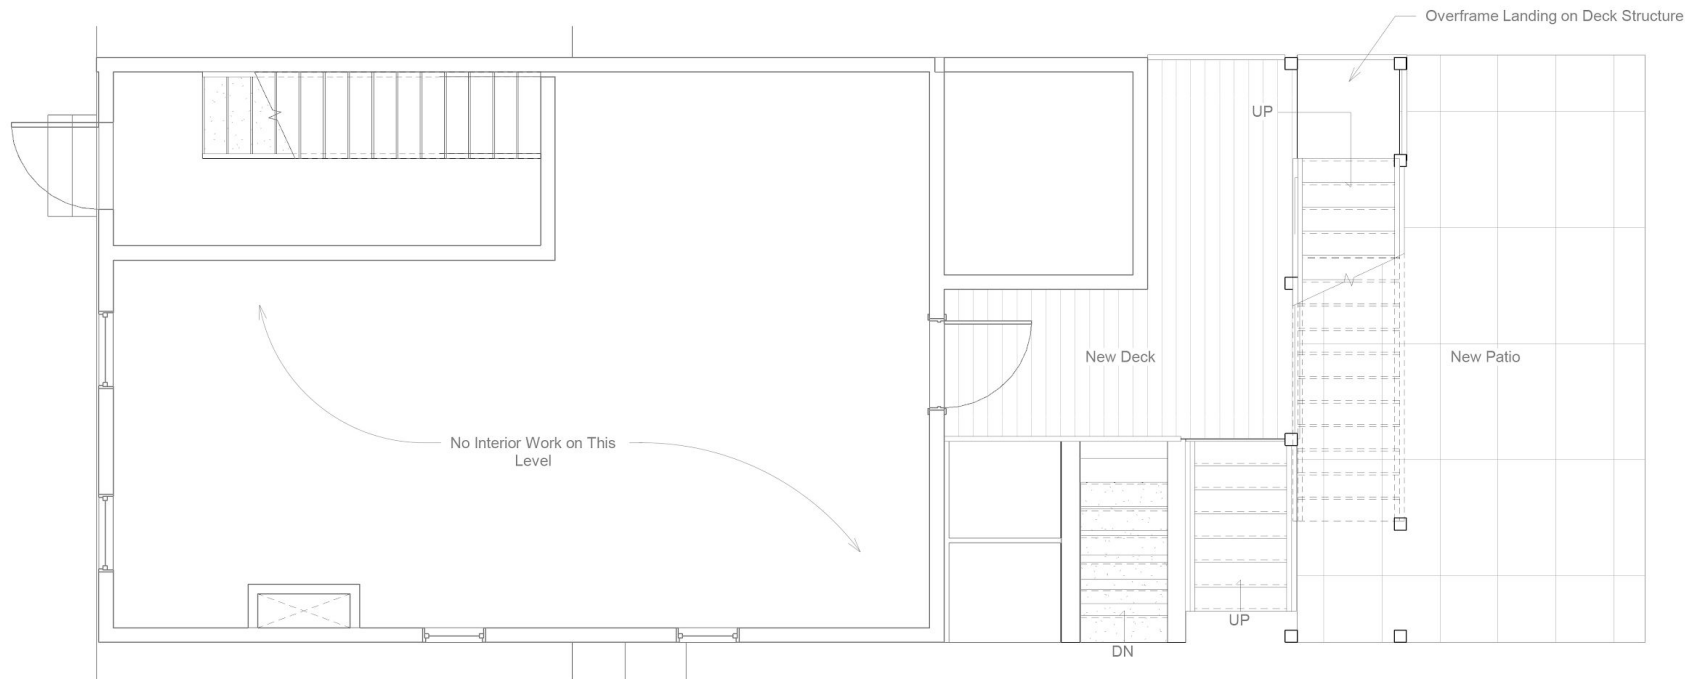 Overframe Landing on Deck Structure
UP
New Deck
New Patio
No Interior Work on This
Level
UP
DN